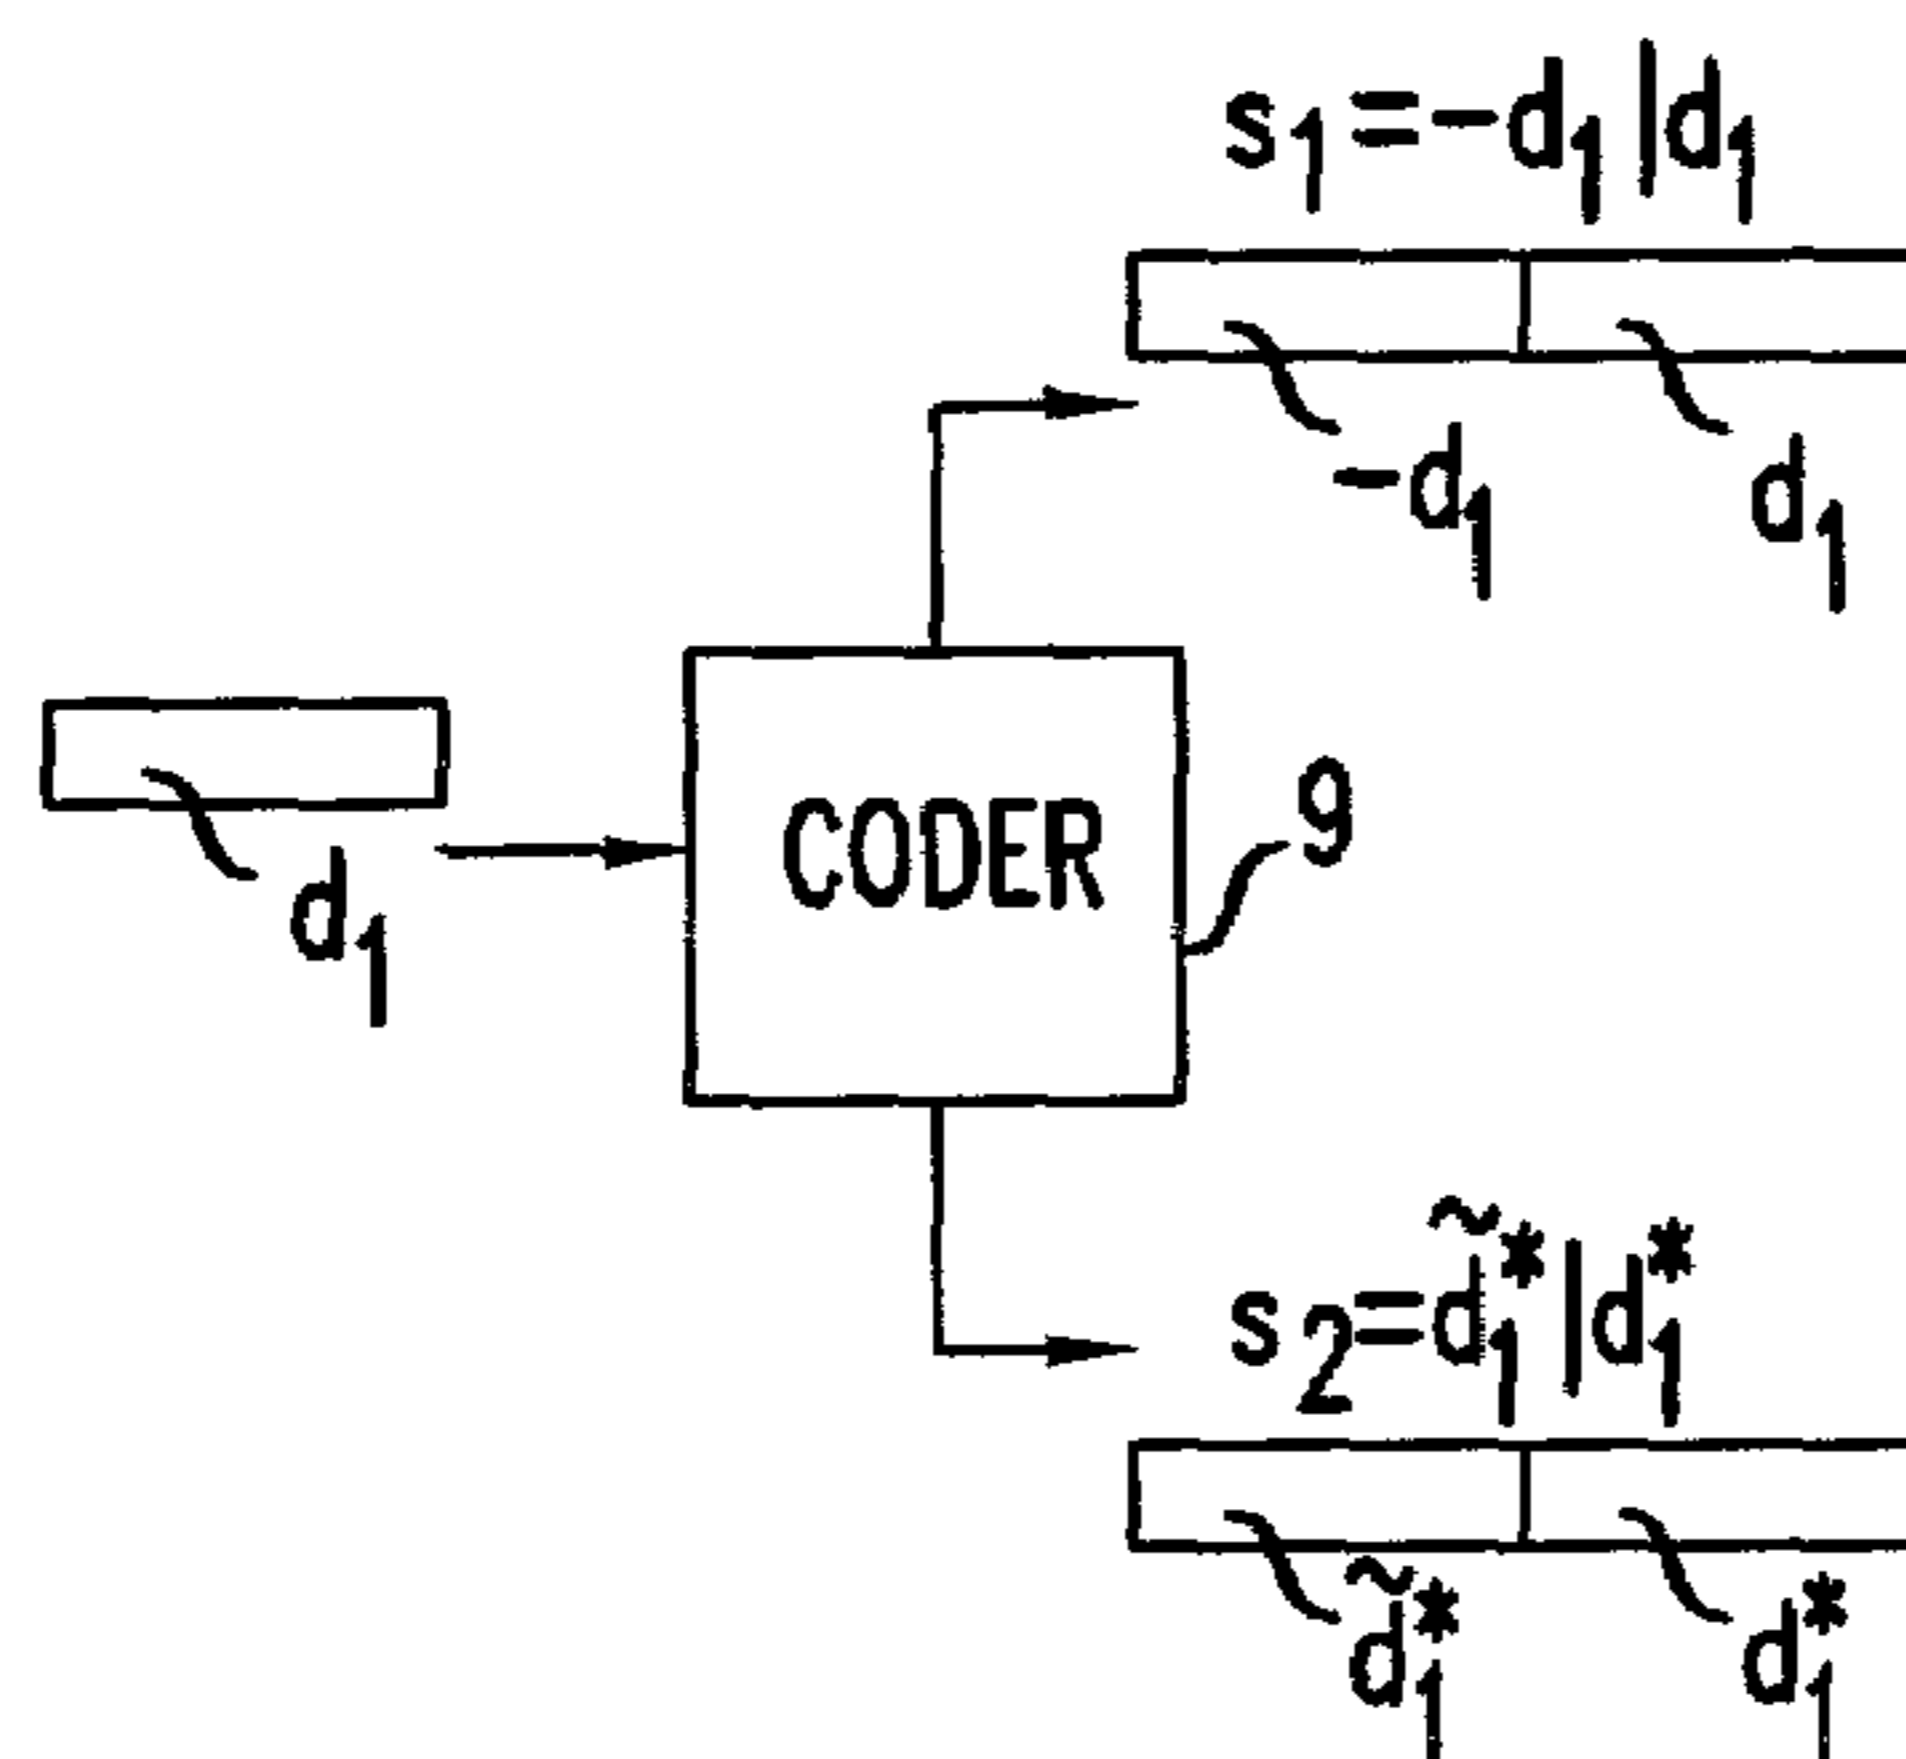 s₁=-d₁|d₁
-d₁ d₁
d₁
CODER
9
s₂=d̃₁*|d₁*
d̃₁* d₁*